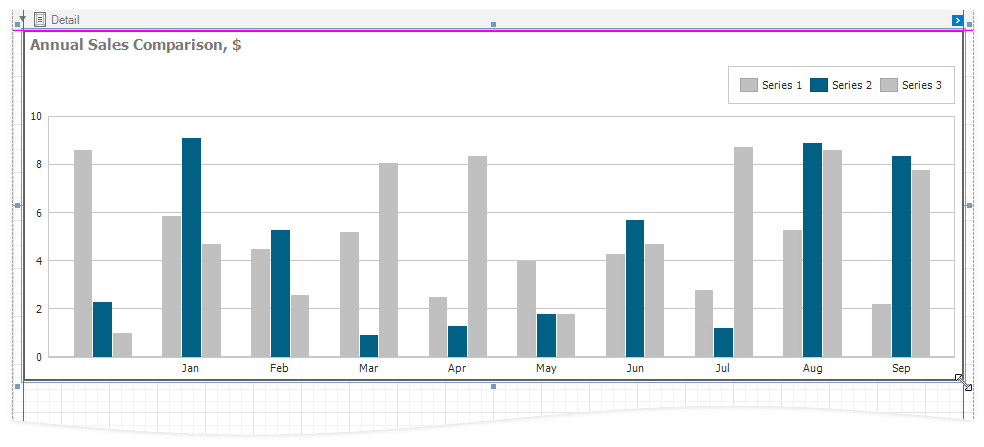 Detail
Annual Sales Comparison, $
Series 1 Series 2 Series 3
10
8
6
4
2
0
Jan Feb Mar Apr May Jun Jul Aug Sep